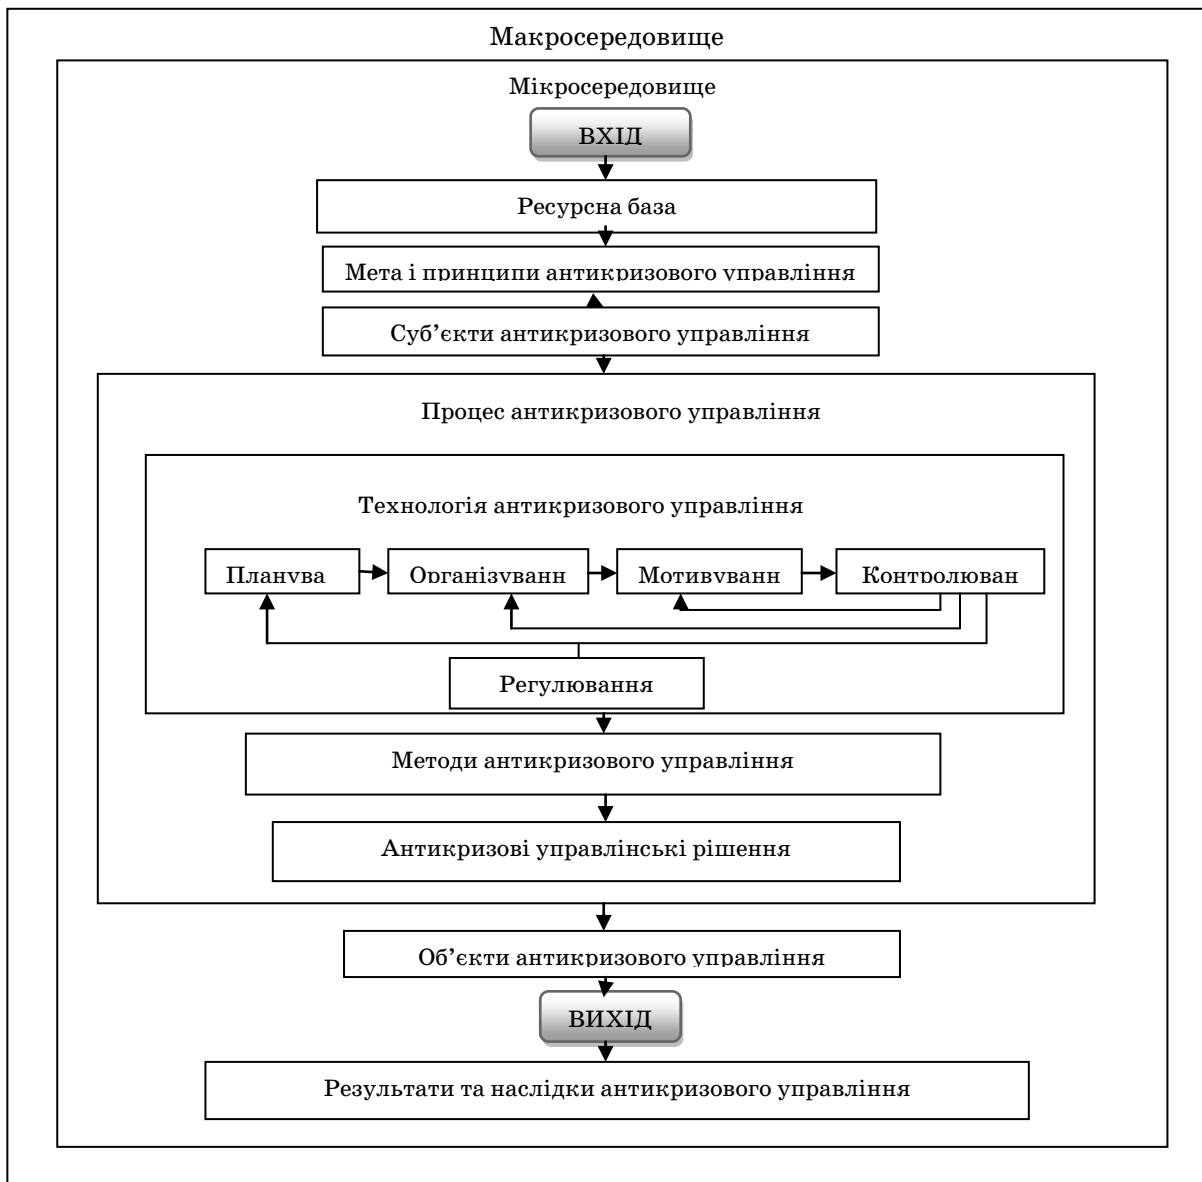 Макросередовище
Мікросередовище
ВХІД
Ресурсна база
Мета і принципи антикризового управління
Суб’єкти антикризового управління
Процес антикризового управління
Технологія антикризового управління
Планува Організуванн Мотивуванн Контролюван
Регулювання
Методи антикризового управління
Антикризові управлінські рішення
Об’єкти антикризового управління
ВИХІД
Результати та наслідки антикризового управління